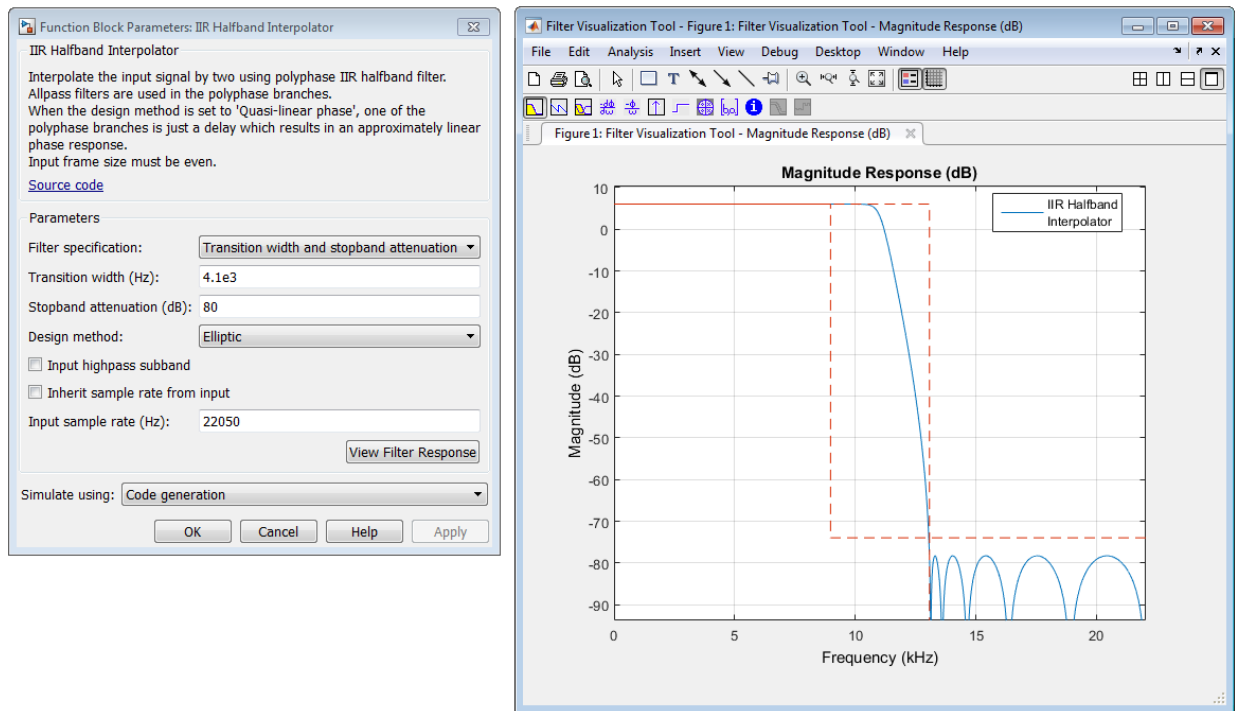 Function Block Parameters: IIR Halfband Interpolator
IIR Halfband Interpolator
Interpolate the input signal by two using polyphase IIR halfband filter.
Allpass filters are used in the polyphase branches.
When the design method is set to 'Quasi-linear phase', one of the
polyphase branches is just a delay which results in an approximately linear
phase response.
Input frame size must be even.
Source code
Parameters
Filter specification: Transition width and stopband attenuation
Transition width (Hz): 4.1e3
Stopband attenuation (dB): 80
Design method: Elliptic
Input highpass subband
Inherit sample rate from input
Input sample rate (Hz): 22050
View Filter Response
Simulate using: Code generation
OK Cancel Help Apply
Filter Visualization Tool - Figure 1: Filter Visualization Tool - Magnitude Response (dB)
File Edit Analysis Insert View Debug Desktop Window Help
Figure 1: Filter Visualization Tool - Magnitude Response (dB)
Magnitude Response (dB)
IIR Halfband
Interpolator
10
0
-10
-20
-30
-40
-50
-60
-70
-80
-90
Magnitude (dB)
0 5 10 15 20
Frequency (kHz)